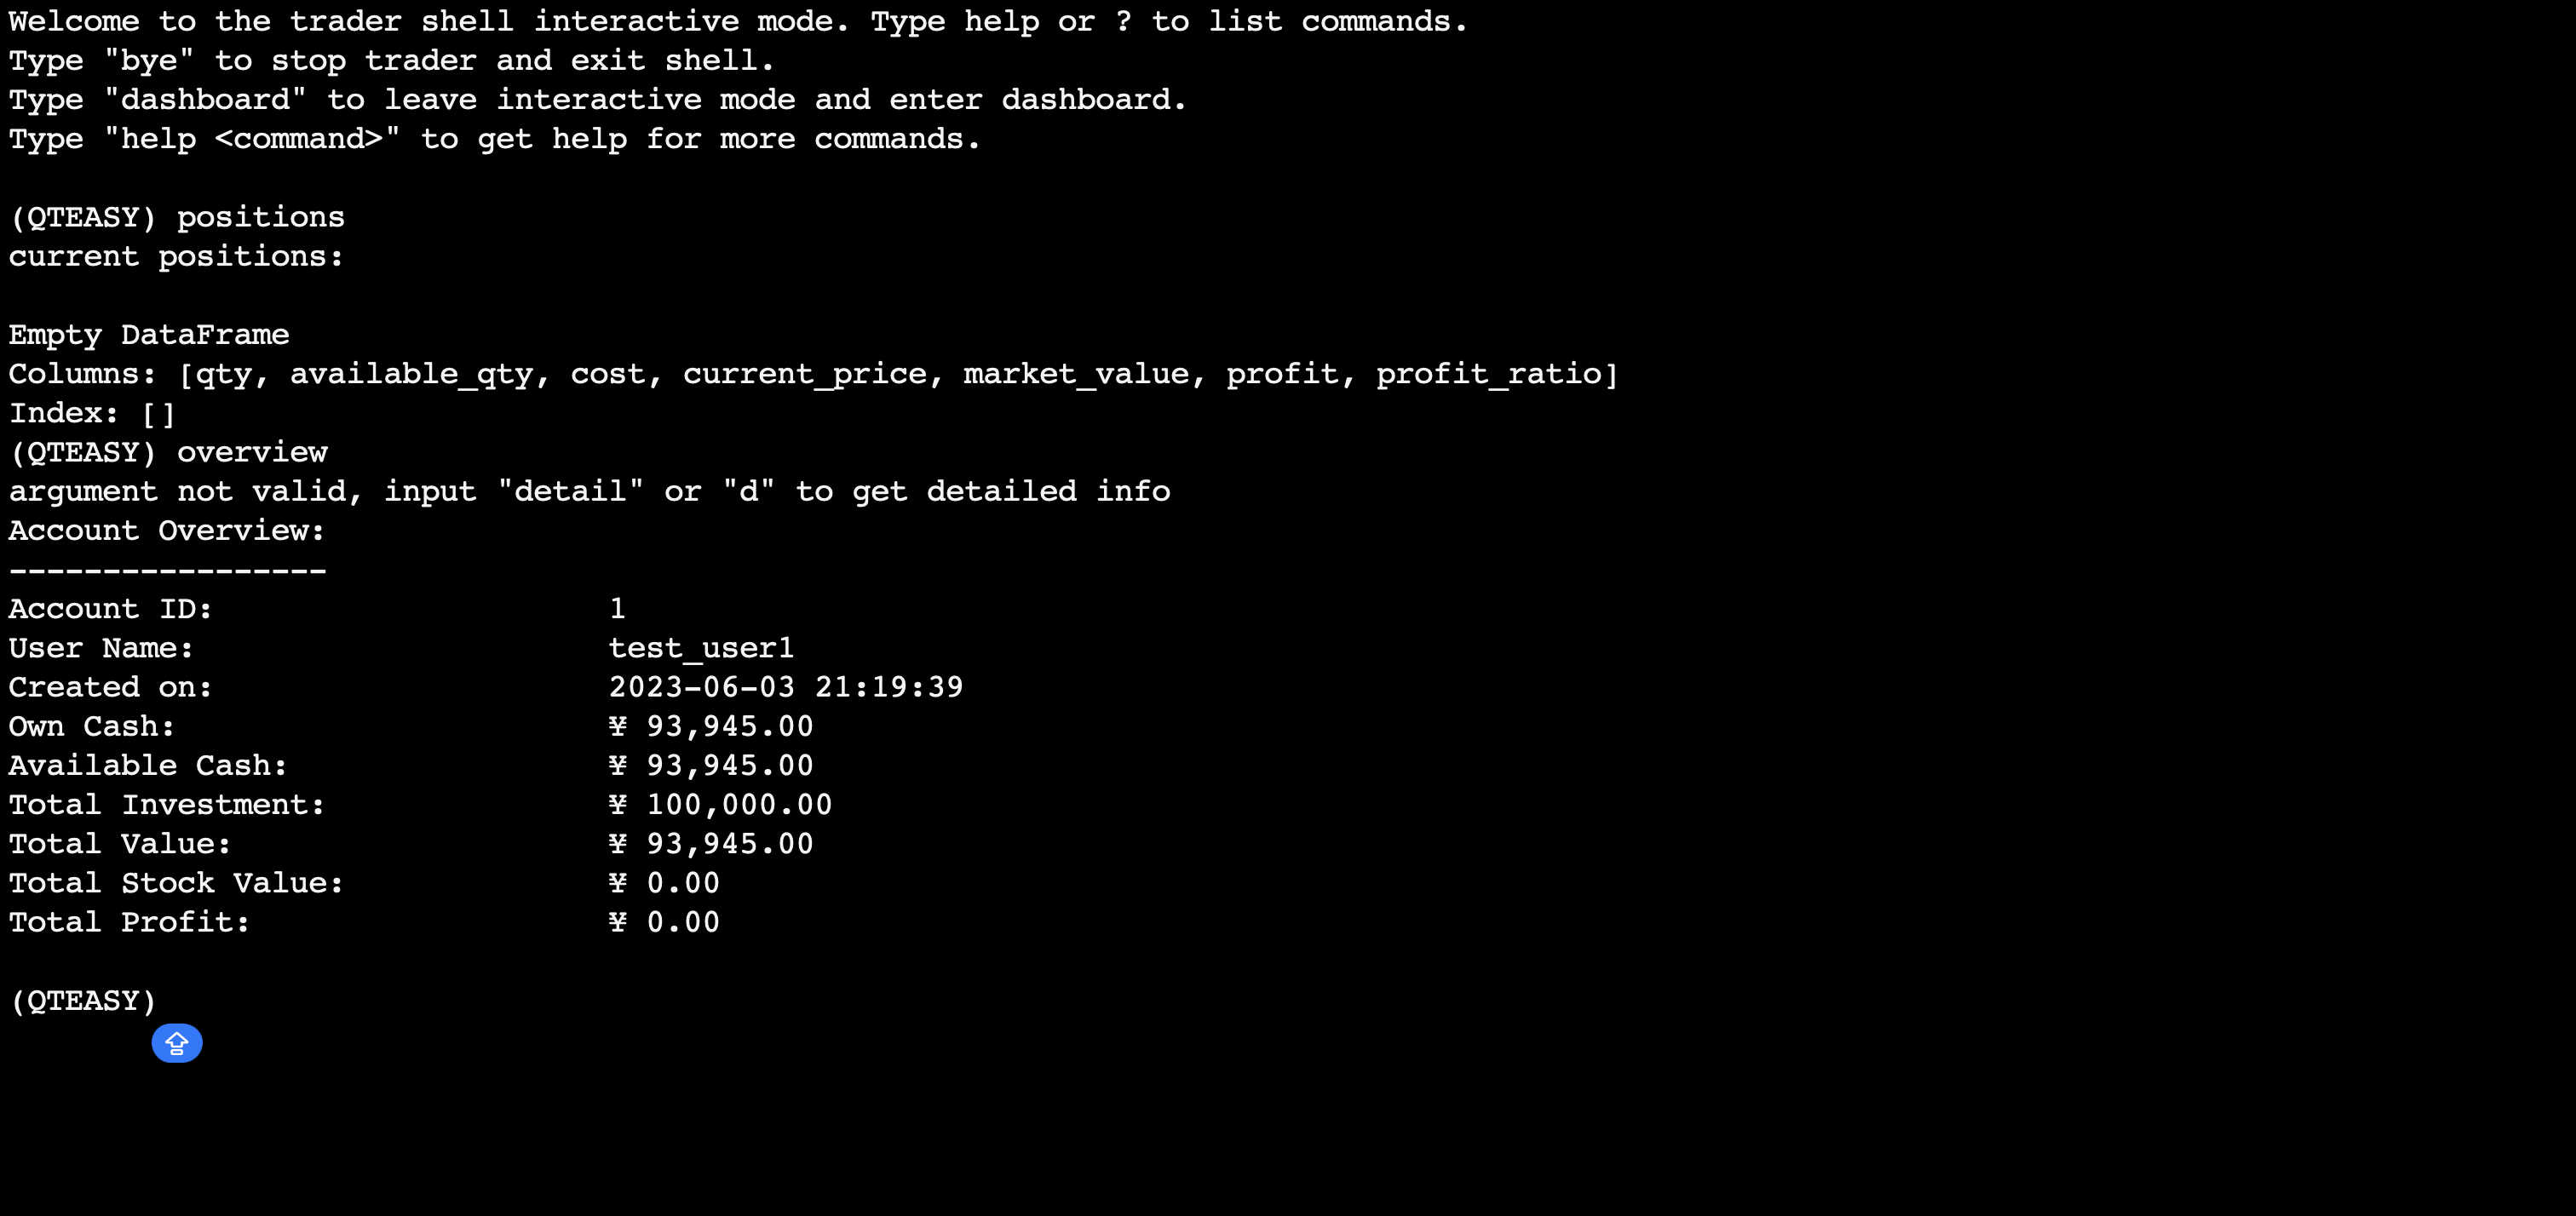 Welcome to the trader shell interactive mode. Type help or ? to list commands.
Type "bye" to stop trader and exit shell.
Type "dashboard" to leave interactive mode and enter dashboard.
Type "help <command>" to get help for more commands.
(QTEASY) positions
current positions:
Empty DataFrame
Columns: [qty, available_qty, cost, current_price, market_value, profit, profit_ratio]
Index: []
(QTEASY) overview
argument not valid, input "detail" or "d" to get detailed info
Account Overview:
-----------------
Account ID: 1
User Name: test_user1
Created on: 2023-06-03 21:19:39
Own Cash: ¥ 93,945.00
Available Cash: ¥ 93,945.00
Total Investment: ¥ 100,000.00
Total Value: ¥ 93,945.00
Total Stock Value: ¥ 0.00
Total Profit: ¥ 0.00
(QTEASY)